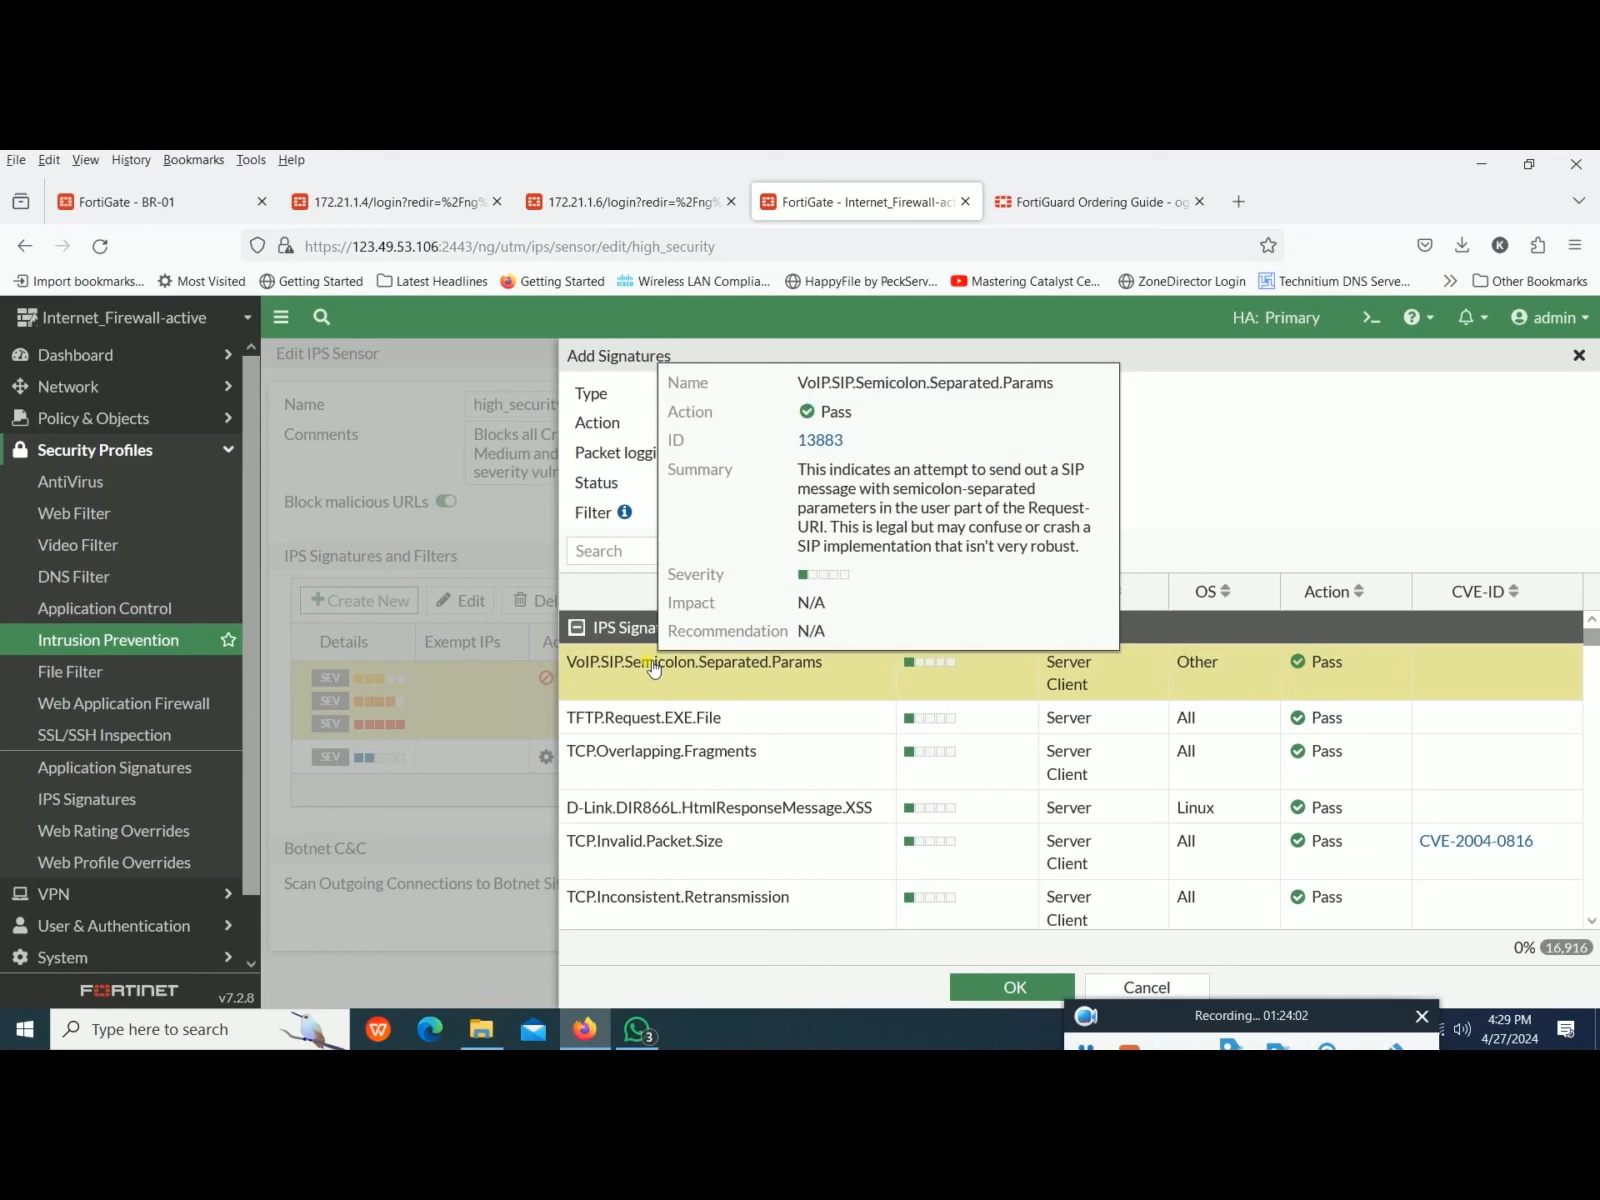 File Edit View History Bookmarks Tools Help
FortiGate - BR-01
172.21.1.4/login?redir=%2Fng%
172.21.1.6/login?redir=%2Fng%
FortiGate - Internet_Firewall-act
FortiGuard Ordering Guide - og
https://123.49.53.106:2443/ng/utm/ips/sensor/edit/high_security
K
Import bookmarks... Most Visited Getting Started Latest Headlines Getting Started Wireless LAN Complia... HappyFile by PeckServ... Mastering Catalyst Ce... ZoneDirector Login Technitium DNS Serve... Other Bookmarks
Internet_Firewall-active
HA: Primary
admin
Dashboard
Network
Policy & Objects
Security Profiles
AntiVirus
Web Filter
Video Filter
DNS Filter
Application Control
Intrusion Prevention
File Filter
Web Application Firewall
SSL/SSH Inspection
Application Signatures
IPS Signatures
Web Rating Overrides
Web Profile Overrides
VPN
User & Authentication
System
FORTINET
v7.2.8
Edit IPS Sensor
Name high_security
Comments Blocks all Cr
Medium and
severity vuln
Block malicious URLs
IPS Signatures and Filters
Create New Edit Del
Details Exempt IPs Ac
SEV
SEV
SEV
SEV
Botnet C&C
Scan Outgoing Connections to Botnet Sit
Add Signatures
Type
Action
Packet loggi
Status
Filter
Search
Name VoIP.SIP.Semicolon.Separated.Params
Action Pass
ID 13883
Summary This indicates an attempt to send out a SIP
message with semicolon-separated
parameters in the user part of the Request-
URI. This is legal but may confuse or crash a
SIP implementation that isn't very robust.
Severity
Impact N/A
Recommendation N/A
OS Action CVE-ID
IPS Signa
VoIP.SIP.Semicolon.Separated.Params Server Other Pass
Client
TFTP.Request.EXE.File Server All Pass
TCP.Overlapping.Fragments Server All Pass
Client
D-Link.DIR866L.HtmlResponseMessage.XSS Server Linux Pass
TCP.Invalid.Packet.Size Server All Pass CVE-2004-0816
Client
TCP.Inconsistent.Retransmission Server All Pass
Client
0% 16,916
OK Cancel
Type here to search
W
3
Recording... 01:24:02
4:29 PM
4/27/2024